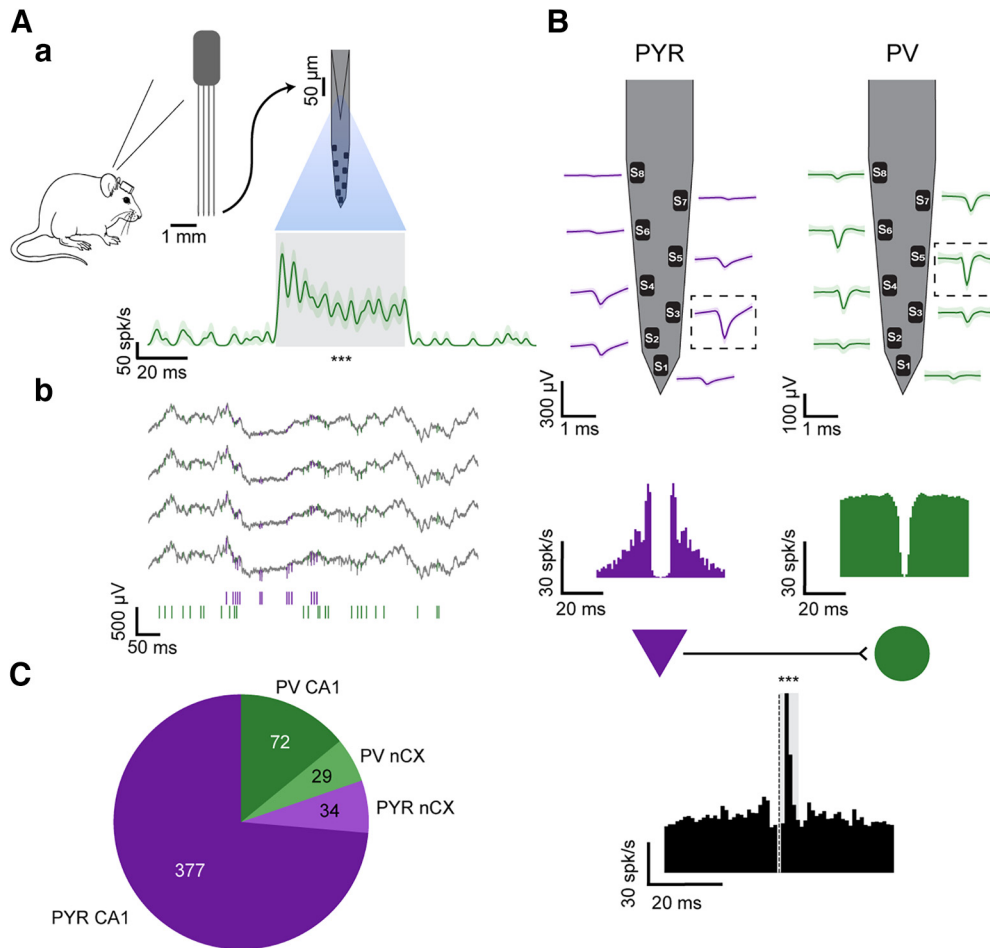 A
a
50 µm
1 mm
50 spk/s
20 ms
***
b
500 µV
50 ms
C
PV CA1
72
PV nCX
29
PYR nCX
34
377
PYR CA1
B
PYR
PV
S8
S7
S6
S5
S4
S3
S2
S1
300 µV
1 ms
S8
S7
S6
S5
S4
S3
S2
S1
100 µV
1 ms
30 spk/s
20 ms
30 spk/s
20 ms
***
30 spk/s
20 ms